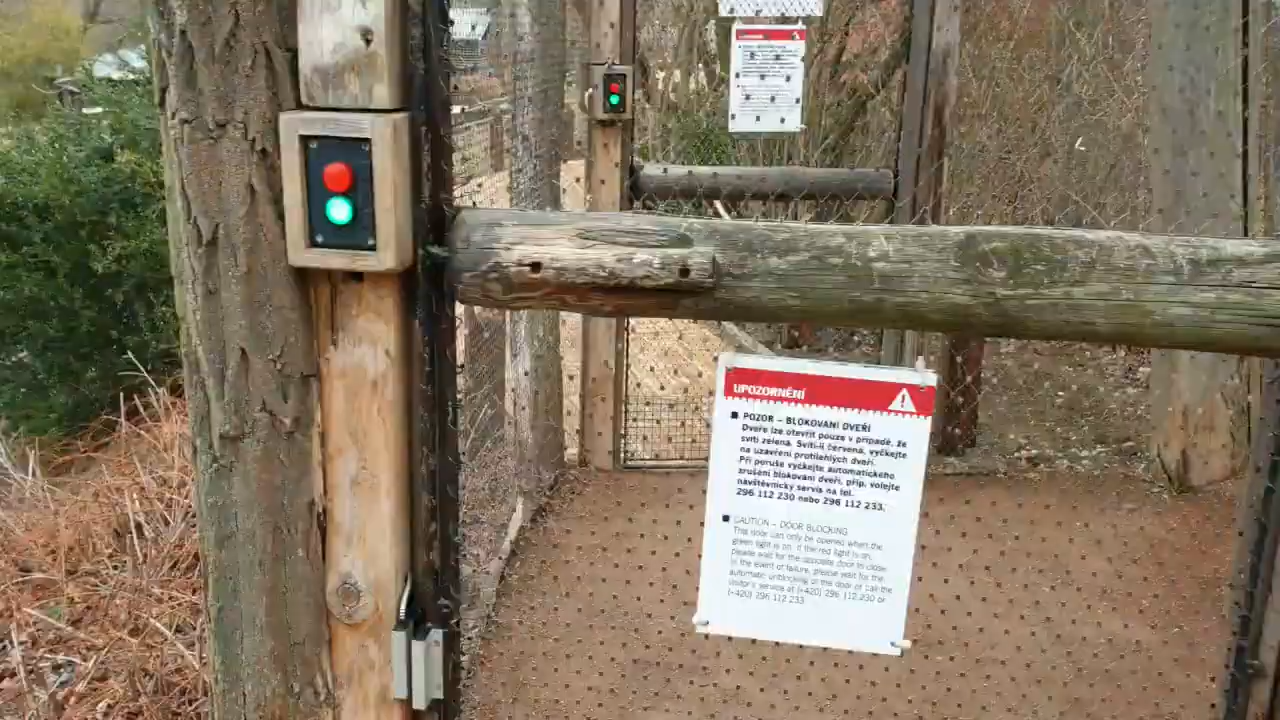 UPOZORNĚNÍ
POZOR – BLOKOVÁNÍ DVEŘÍ
Dveře lze otevřít pouze v případě, že
svítí zelená. Svítí-li červená, vyčkejte
na uzavření protilehlých dveří.
Při poruše vyčkejte automatického
zrušení blokování dveří, příp. volejte
návštěvnický servis na tel.
296 112 230 nebo 296 112 233.
CAUTION – DOOR BLOCKING
This door can only be opened when the
green light is on. If the red light is on,
please wait for the opposite door to close.
In the event of failure, please wait for the
automatic unblocking of the door or call the
visitor's service at (+420) 296 112 230 or
(+420) 296 112 233.